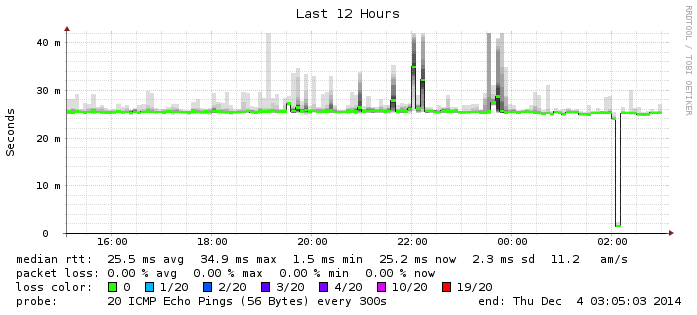 Last 12 Hours
RRDTOOL / TOBI OETIKER
Seconds
40 m
30 m
20 m
10 m
0
16:00 18:00 20:00 22:00 00:00 02:00
median rtt: 25.5 ms avg 34.9 ms max 1.5 ms min 25.2 ms now 2.3 ms sd 11.2 am/s
packet loss: 0.00 % avg 0.00 % max 0.00 % min 0.00 % now
loss color: 0 1/20 2/20 3/20 4/20 10/20 19/20
probe: 20 ICMP Echo Pings (56 Bytes) every 300s end: Thu Dec 4 03:05:03 2014